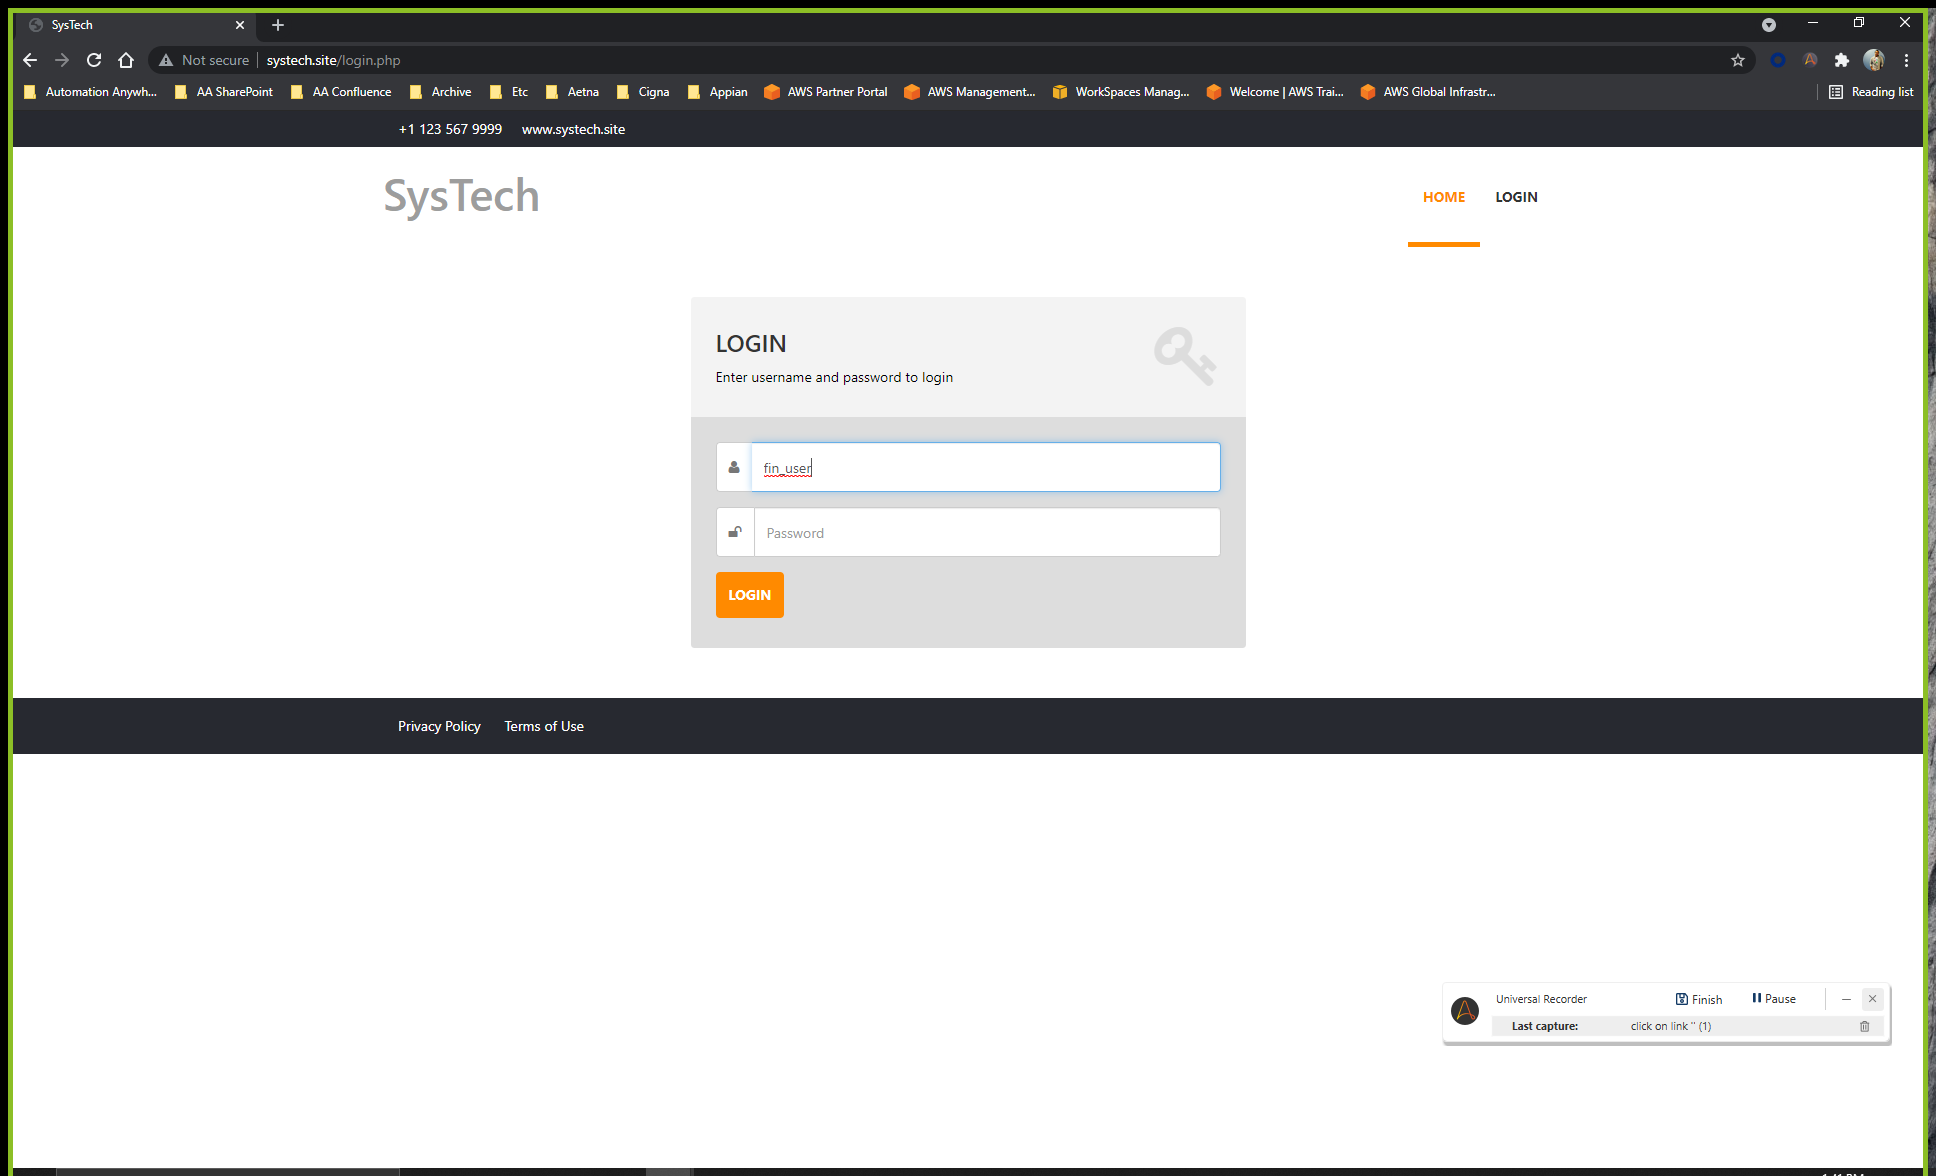 SysTech
Not secure systech.site/login.php
Automation Anywh... AA SharePoint AA Confluence Archive Etc Aetna Cigna Appian AWS Partner Portal AWS Management... WorkSpaces Manag... Welcome | AWS Trai... AWS Global Infrastr... Reading list
+1 123 567 9999 www.systech.site
SysTech
HOME LOGIN
LOGIN
Enter username and password to login
fin_user
Password
LOGIN
Privacy Policy Terms of Use
Universal Recorder Finish Pause
Last capture: click on link '' (1)